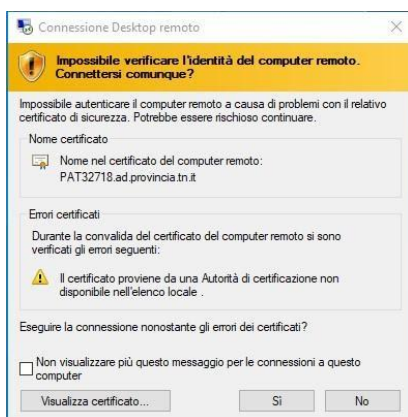 Connessione Desktop remoto
Impossibile verificare l'identità del computer remoto.
Connettersi comunque?
Impossibile autenticare il computer remoto a causa di problemi con il relativo
certificato di sicurezza. Potrebbe essere rischioso continuare.
Nome certificato
Nome nel certificato del computer remoto:
PAT32718.ad.provincia.tn.it
Errori certificati
Durante la convalida del certificato del computer remoto si sono
verificati gli errori seguenti:
Il certificato proviene da una Autorità di certificazione non
disponibile nell'elenco locale .
Eseguire la connessione nonostante gli errori dei certificati?
Non visualizzare più questo messaggio per le connessioni a questo
computer
Visualizza certificato...
Sì
No